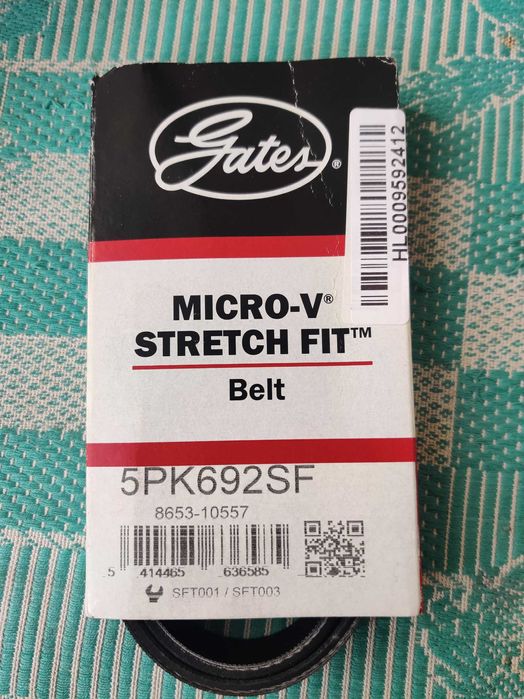 Gates®
HL0009592412
MICRO-V®
STRETCH FIT™
Belt
5PK692SF
8653-10557
5 414465 636585
SFT001 / SFT003